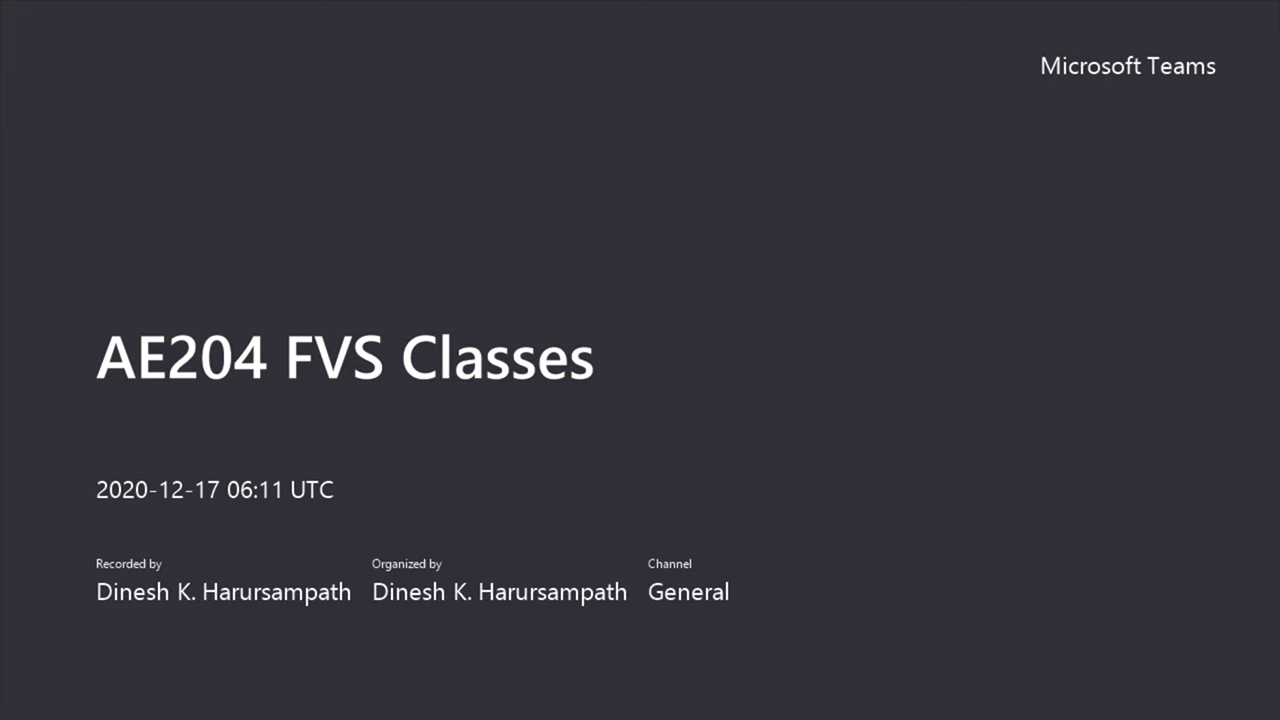 Microsoft Teams
AE204 FVS Classes
2020-12-17 06:11 UTC
Recorded by
Dinesh K. Harursampath
Organized by
Dinesh K. Harursampath
Channel
General